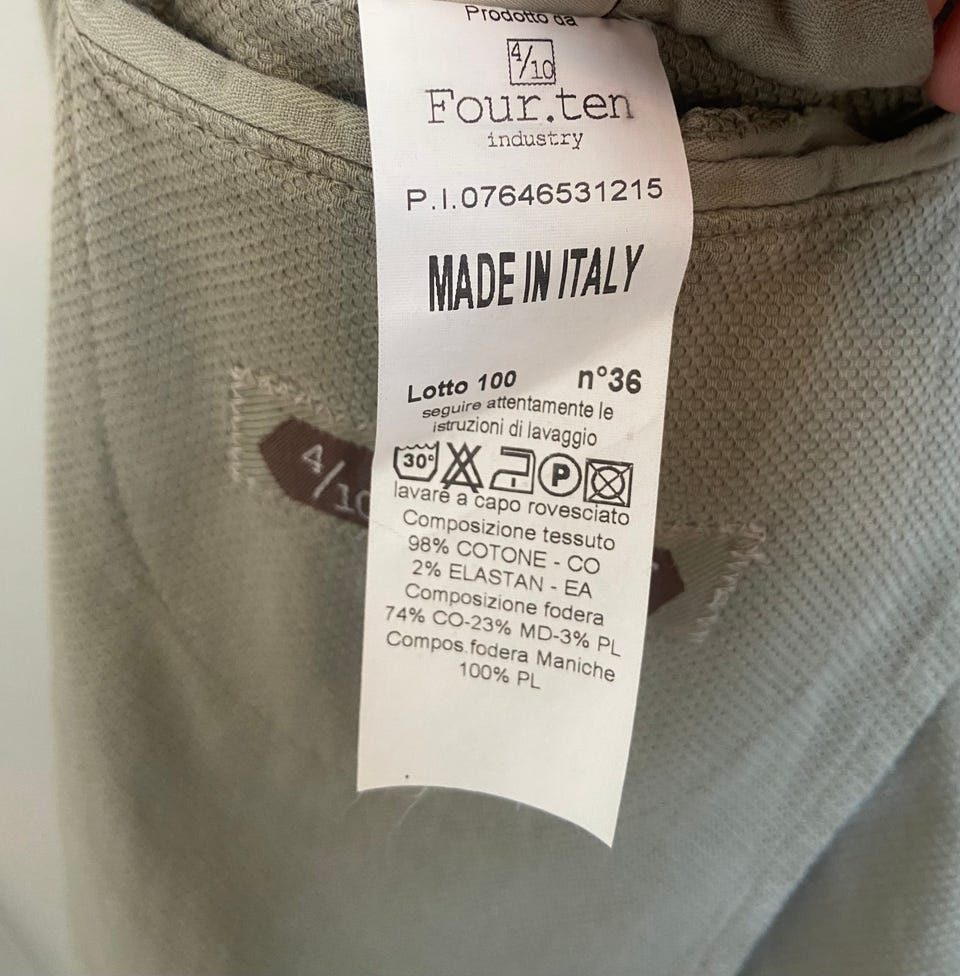 Prodotto da
4/10
Four.ten
industry
P.I.07646531215
MADE IN ITALY
Lotto 100 n°36
seguire attentamente le
istruzioni di lavaggio
30° P
lavare a capo rovesciato
Composizione tessuto
98% COTONE - CO
2% ELASTAN - EA
Composizione fodera
74% CO-23% MD-3% PL
Compos.fodera Maniche
100% PL
4/10